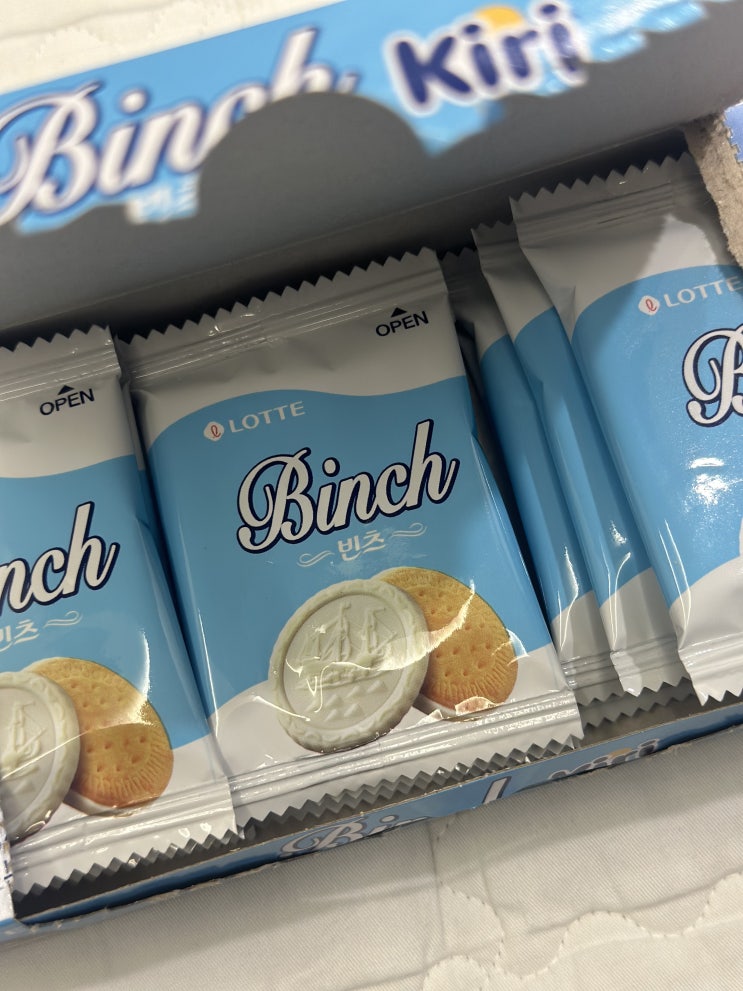 Binch Kiri
OPEN
LOTTE
Binch
빈츠
OPEN
nch
빈츠
LOTTE
B